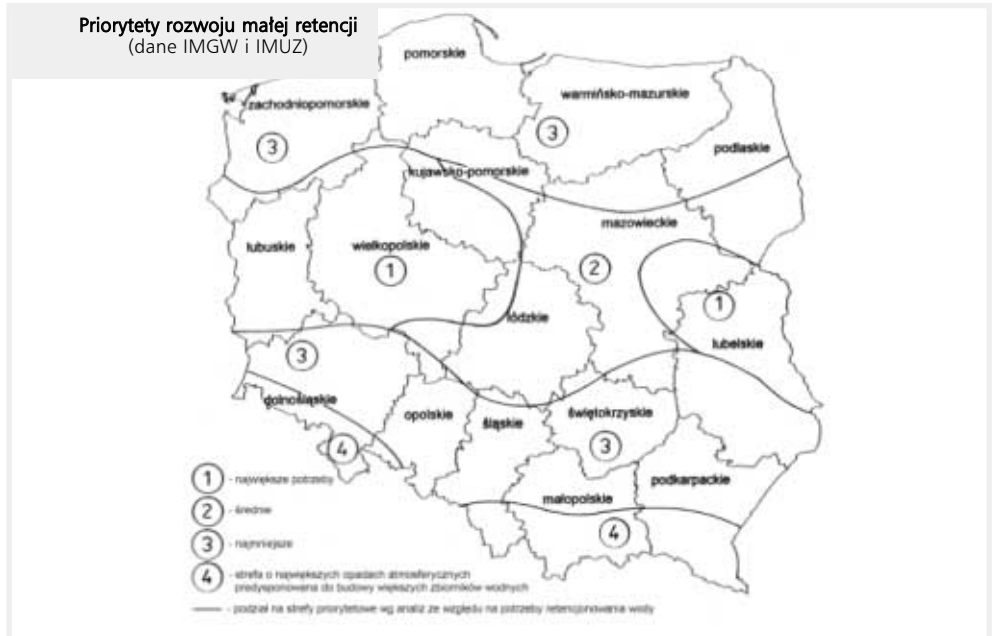 Priorytety rozwoju małej retencji
(dane IMGW i IMUZ)
pomorskie
warmińsko-mazurskie
zachodniopomorskie
3
3
podlaskie
kujawsko-pomorskie
mazowieckie
lubuskie
wielkopolskie
1
2
1
łódzkie
lubelskie
3
dolnośląskie
opolskie
śląskie
świętokrzyskie
3
4
podkarpackie
małopolskie
4
1 - największe potrzeby
2 - średnie
3 - najmniejsze
4 - strefa o największych opadach atmosferycznych
predysponowana do budowy większych zbiorników wodnych
- podział na strefy priorytetowe wg analiz ze względu na potrzeby retencjonowania wody